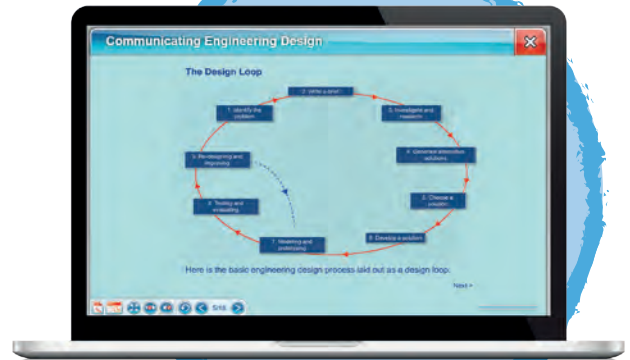 Communicating Engineering Design
The Design Loop
2. Write a brief
1. Identify the
problem
3. Investigate and
research
4. Generate alternative
solutions
9. Re-designing and
improving
5. Choose a
solution
8. Testing and
evaluating
6. Develop a solution
7. Modelling and
prototyping
Here is the basic engineering design process laid out as a design loop.
Next >
5/16